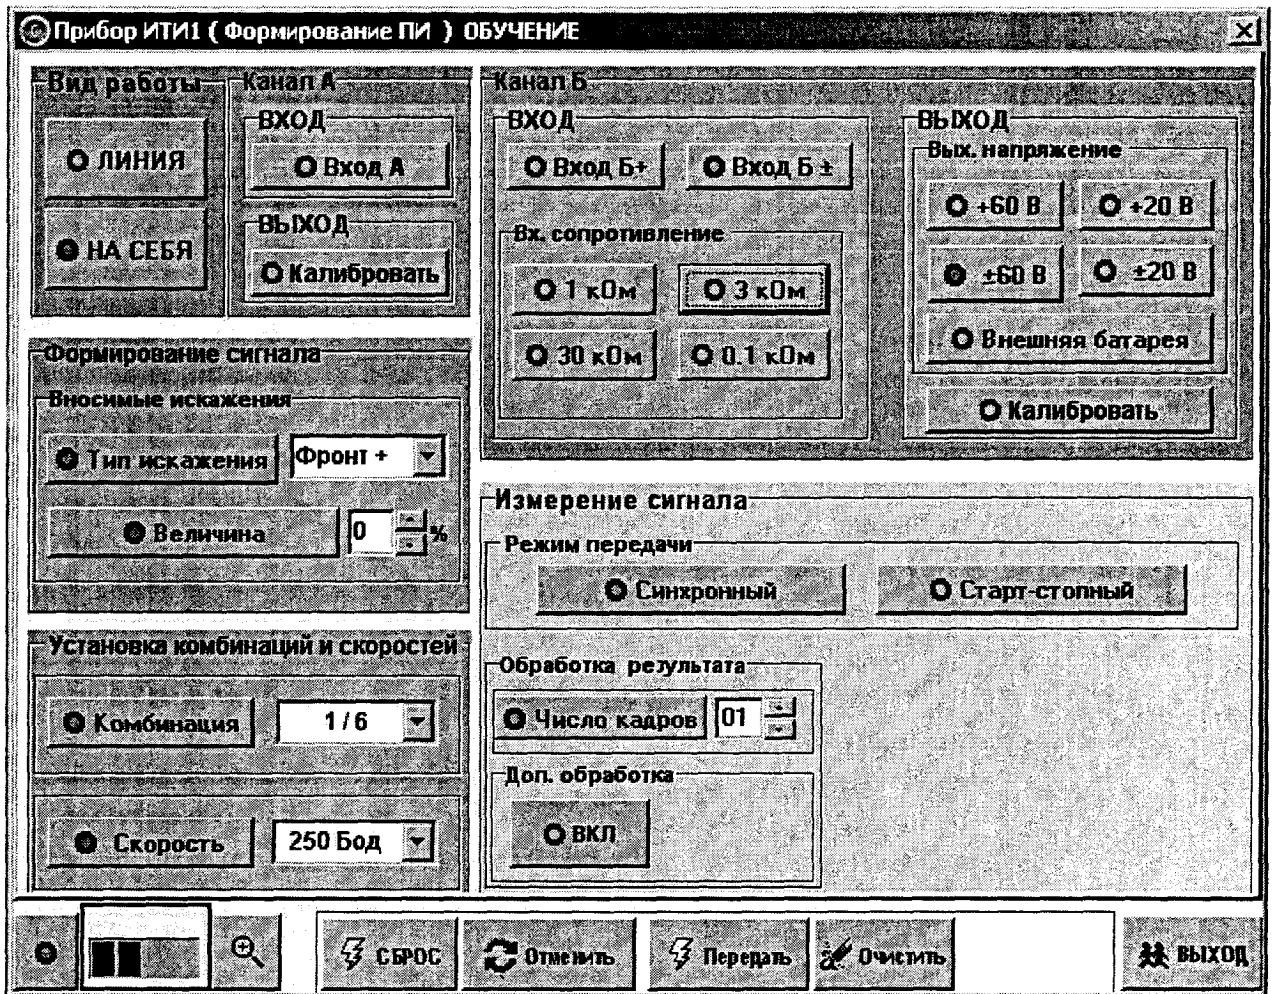 Прибор ИТИ1 ( Формирование ПИ ) ОБУЧЕНИЕ
Вид работы
ЛИНИЯ
НА СЕБЯ
Канал А
ВХОД
Вход А
ВЫХОД
Калибровать
Канал Б
ВХОД
Вход Б+ Вход Б ±
Вх. сопротивление
1 кОм 3 кОм
30 кОм 0.1 кОм
ВЫХОД
Вых. напряжение
+60 В +20 В
±60 В ±20 В
Внешняя батарея
Калибровать
Формирование сигнала
Вносимые искажения
Тип искажения Фронт +
Величина 0 %
Установка комбинаций и скоростей
Комбинация 1 / 6
Скорость 250 Бод
Измерение сигнала
Режим передачи
Синхронный Старт-стопный
Обработка результата
Число кадров 01
Доп. обработка
ВКЛ
СБРОС Отменить Передать Очистить ВЫХОД